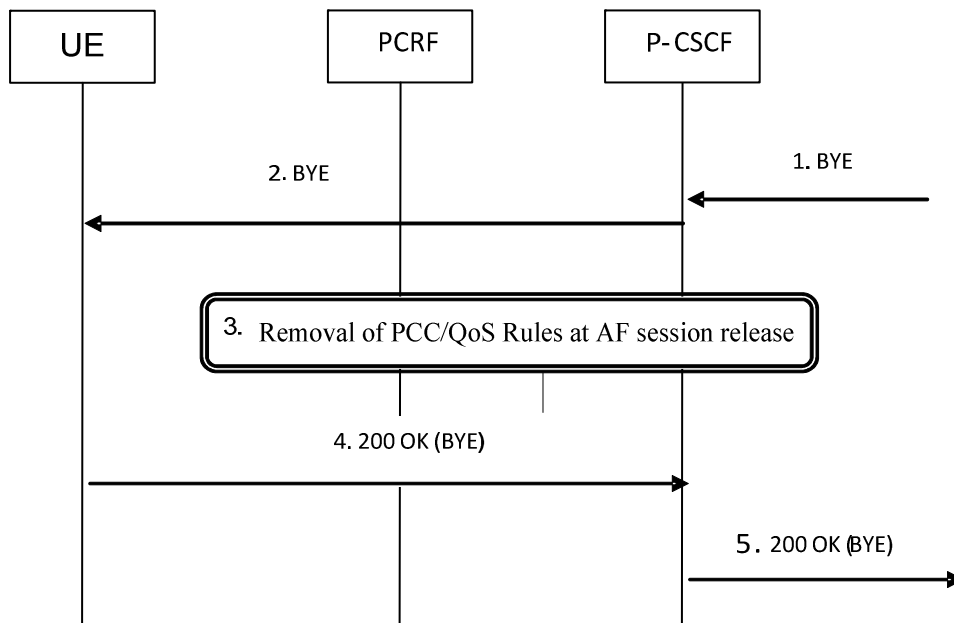 UE
PCRF
P-CSCF
1. BYE
2. BYE
3. Removal of PCC/QoS Rules at AF session release
4. 200 OK (BYE)
5. 200 OK (BYE)